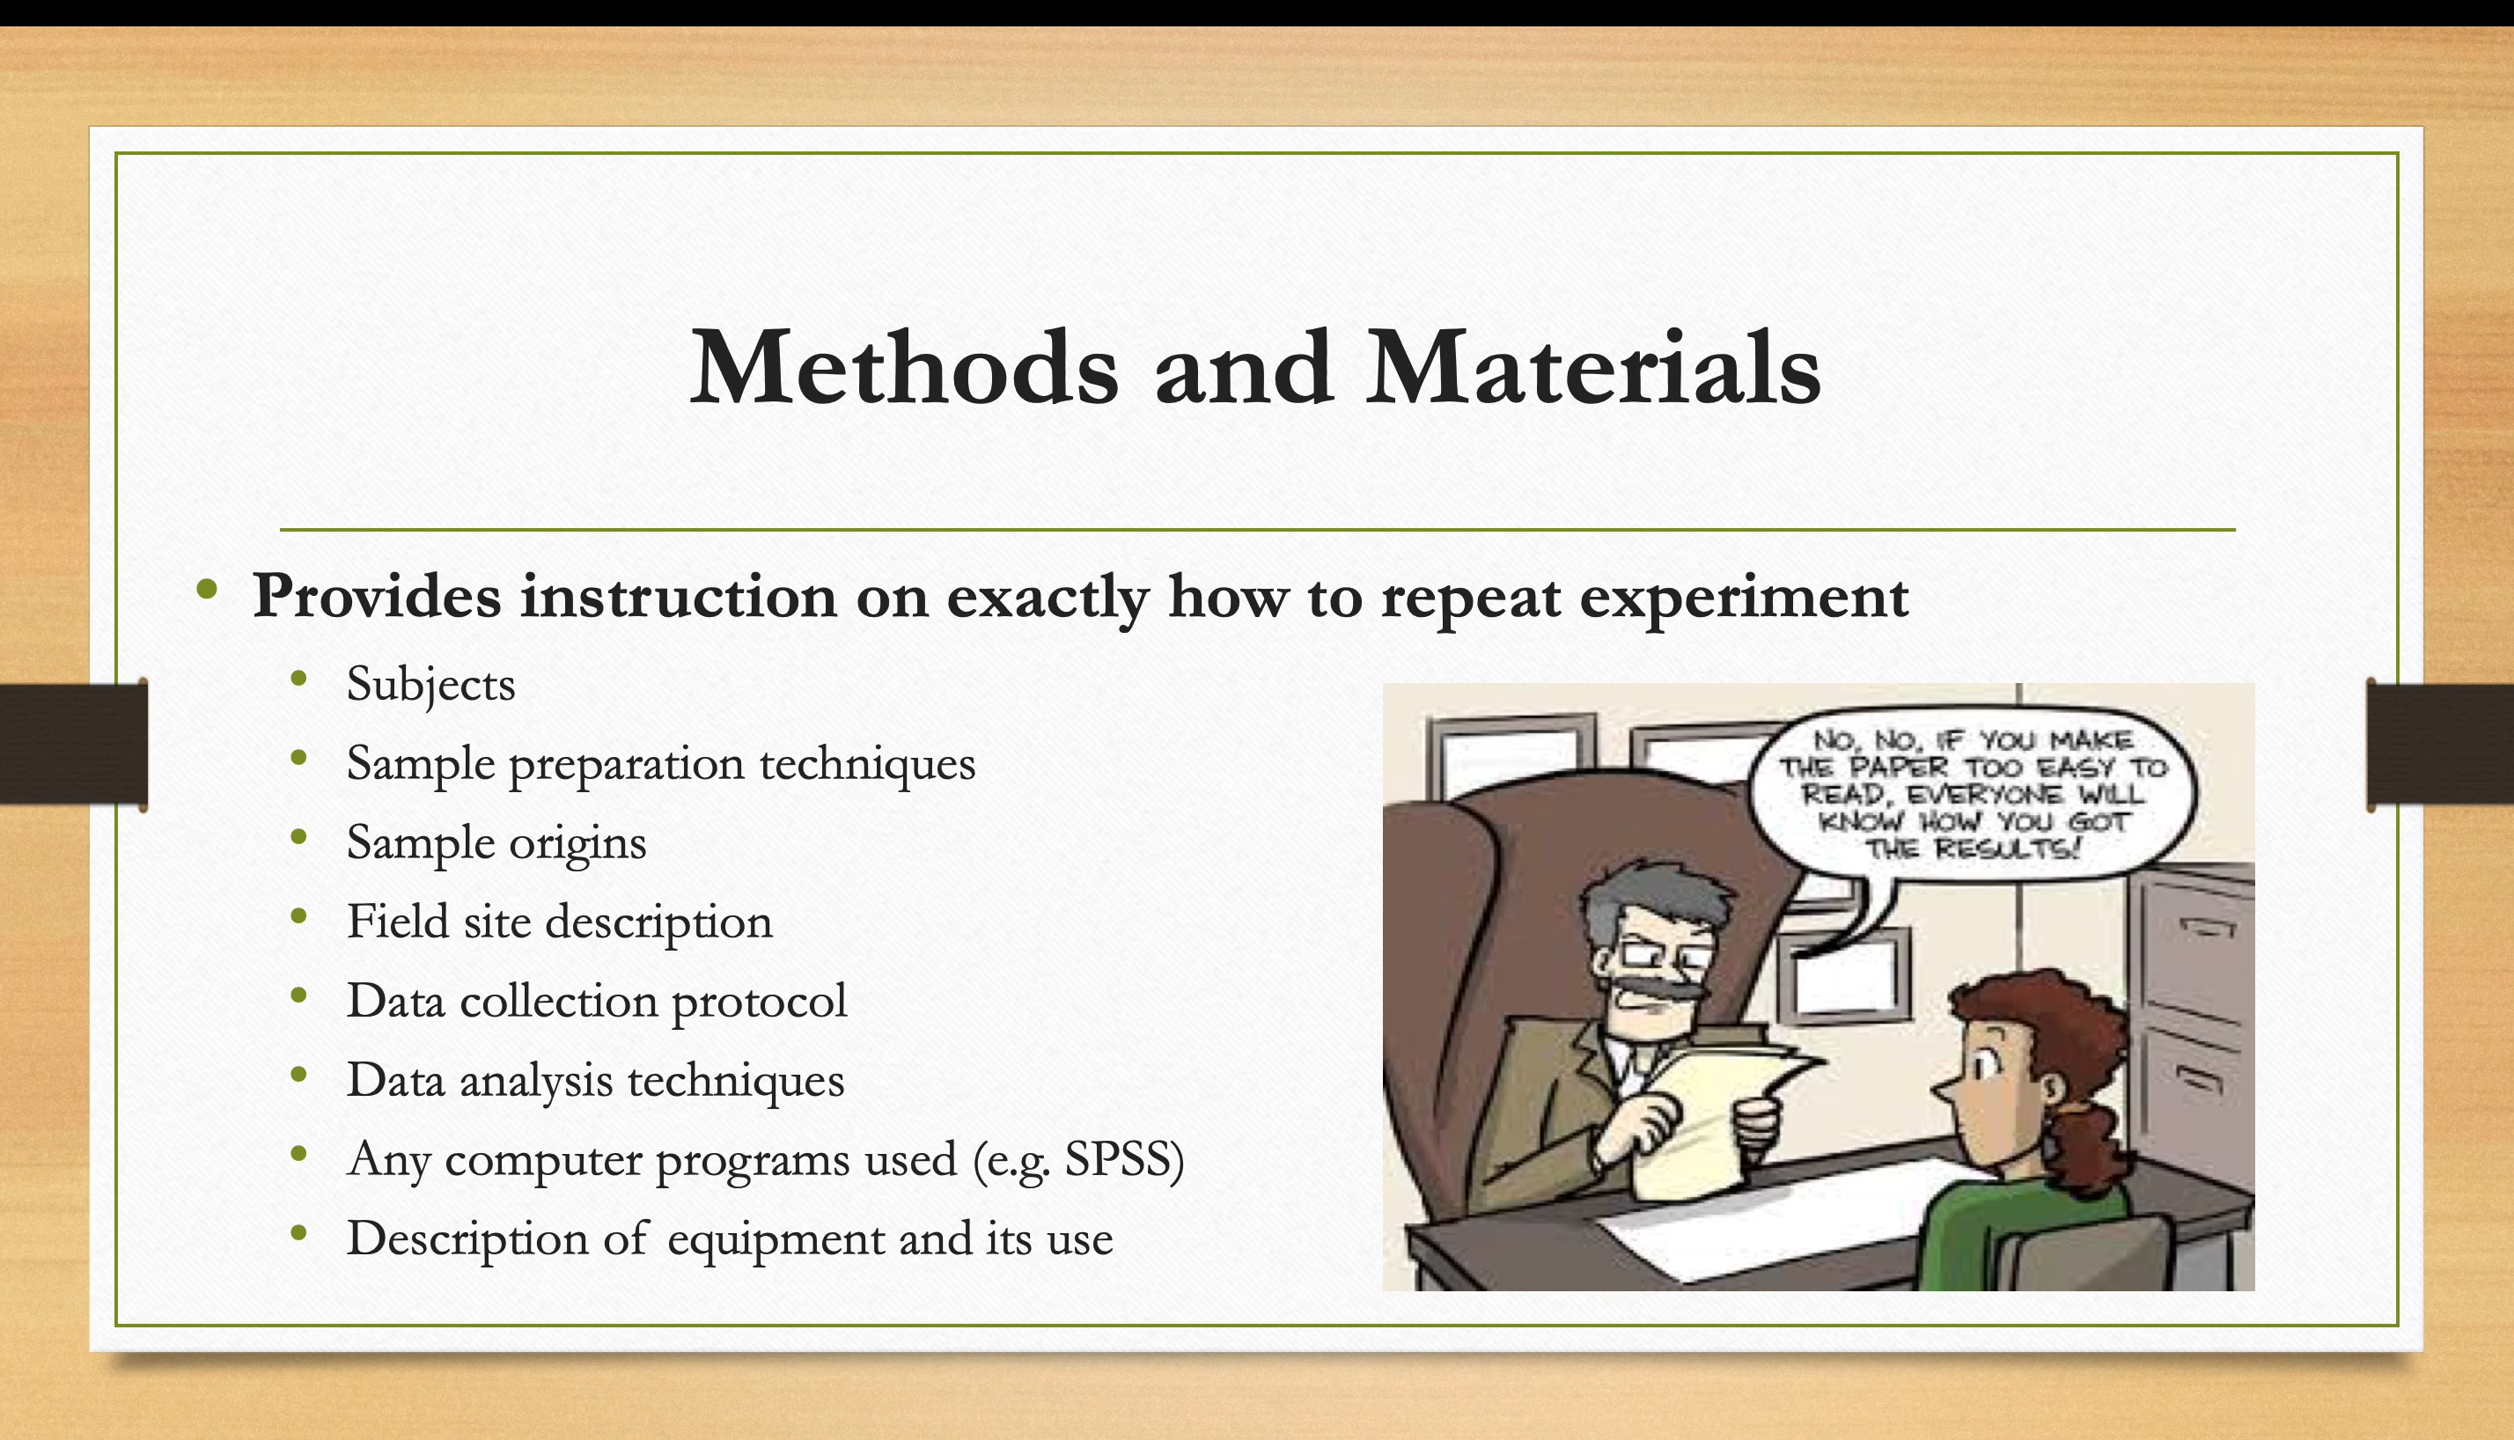 Methods and Materials
• Provides instruction on exactly how to repeat experiment
• Subjects
• Sample preparation techniques
• Sample origins
• Field site description
• Data collection protocol
• Data analysis techniques
• Any computer programs used (e.g. SPSS)
• Description of equipment and its use
NO, NO, IF YOU MAKE
THE PAPER TOO EASY TO
READ, EVERYONE WILL
KNOW HOW YOU GOT
THE RESULTS!